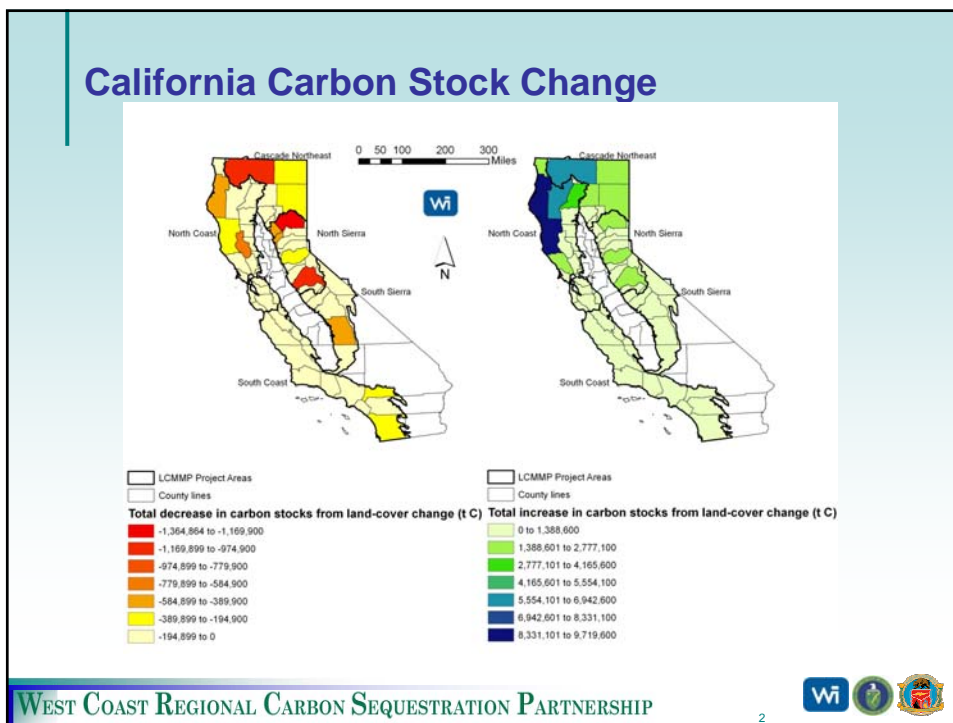 California Carbon Stock Change
0 50 100 200 300
Miles
Cascade Northeast
North Coast
North Sierra
South Sierra
South Coast
Wi
N
Cascade Northeast
North Coast
North Sierra
South Sierra
South Coast
LCMMP Project Areas
County lines
Total decrease in carbon stocks from land-cover change (t C)
-1,364,864 to -1,169,900
-1,169,899 to -974,900
-974,899 to -779,900
-779,899 to -584,900
-584,899 to -389,900
-389,899 to -194,900
-194,899 to 0
LCMMP Project Areas
County lines
Total increase in carbon stocks from land-cover change (t C)
0 to 1,388,600
1,388,601 to 2,777,100
2,777,101 to 4,165,600
4,165,601 to 5,554,100
5,554,101 to 6,942,600
6,942,601 to 8,331,100
8,331,101 to 9,719,600
WEST COAST REGIONAL CARBON SEQUESTRATION PARTNERSHIP
2
Wi